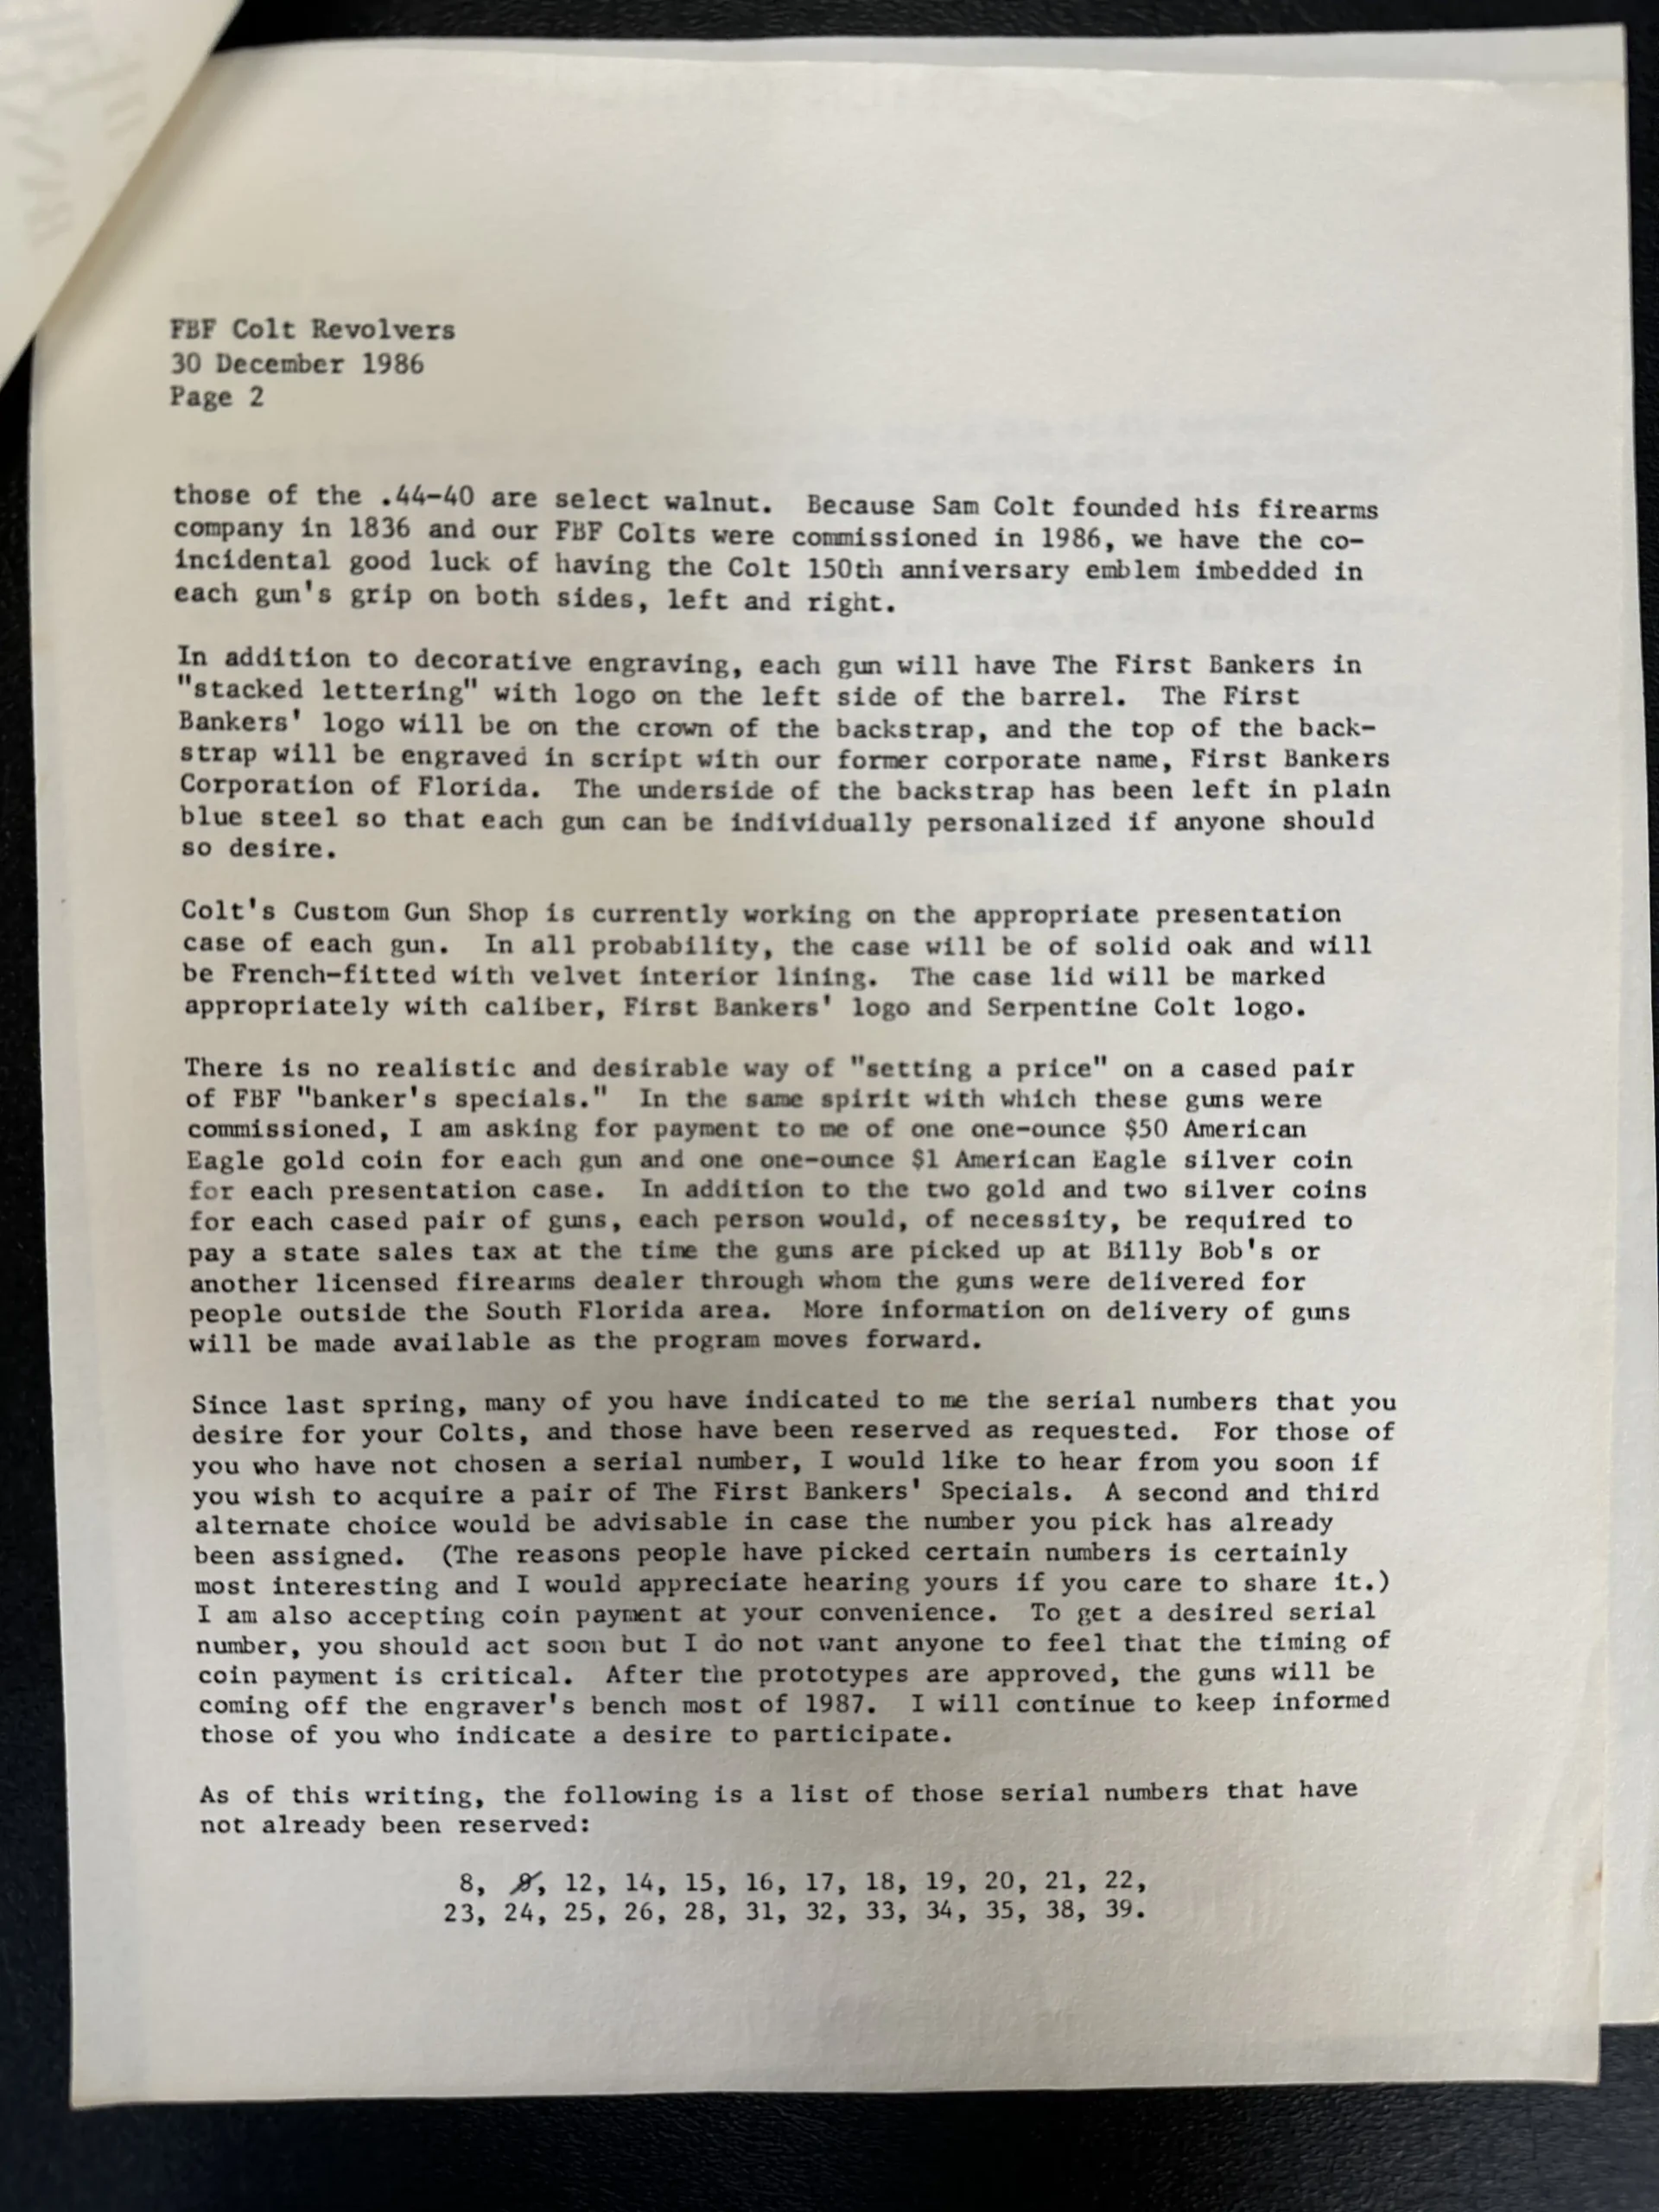 FBF Colt Revolvers
30 December 1986
Page 2
those of the .44-40 are select walnut. Because Sam Colt founded his firearms
company in 1836 and our FBF Colts were commissioned in 1986, we have the co-
incidental good luck of having the Colt 150th anniversary emblem imbedded in
each gun's grip on both sides, left and right.
In addition to decorative engraving, each gun will have The First Bankers in
"stacked lettering" with logo on the left side of the barrel. The First
Bankers' logo will be on the crown of the backstrap, and the top of the back-
strap will be engraved in script with our former corporate name, First Bankers
Corporation of Florida. The underside of the backstrap has been left in plain
blue steel so that each gun can be individually personalized if anyone should
so desire.
Colt's Custom Gun Shop is currently working on the appropriate presentation
case of each gun. In all probability, the case will be of solid oak and will
be French-fitted with velvet interior lining. The case lid will be marked
appropriately with caliber, First Bankers' logo and Serpentine Colt logo.
There is no realistic and desirable way of "setting a price" on a cased pair
of FBF "banker's specials." In the same spirit with which these guns were
commissioned, I am asking for payment to me of one one-ounce $50 American
Eagle gold coin for each gun and one one-ounce $1 American Eagle silver coin
for each presentation case. In addition to the two gold and two silver coins
for each cased pair of guns, each person would, of necessity, be required to
pay a state sales tax at the time the guns are picked up at Billy Bob's or
another licensed firearms dealer through whom the guns were delivered for
people outside the South Florida area. More information on delivery of guns
will be made available as the program moves forward.
Since last spring, many of you have indicated to me the serial numbers that you
desire for your Colts, and those have been reserved as requested. For those of
you who have not chosen a serial number, I would like to hear from you soon if
you wish to acquire a pair of The First Bankers' Specials. A second and third
alternate choice would be advisable in case the number you pick has already
been assigned. (The reasons people have picked certain numbers is certainly
most interesting and I would appreciate hearing yours if you care to share it.)
I am also accepting coin payment at your convenience. To get a desired serial
number, you should act soon but I do not want anyone to feel that the timing of
coin payment is critical. After the prototypes are approved, the guns will be
coming off the engraver's bench most of 1987. I will continue to keep informed
those of you who indicate a desire to participate.
As of this writing, the following is a list of those serial numbers that have
not already been reserved:
8, 9, 12, 14, 15, 16, 17, 18, 19, 20, 21, 22,
23, 24, 25, 26, 28, 31, 32, 33, 34, 35, 38, 39.